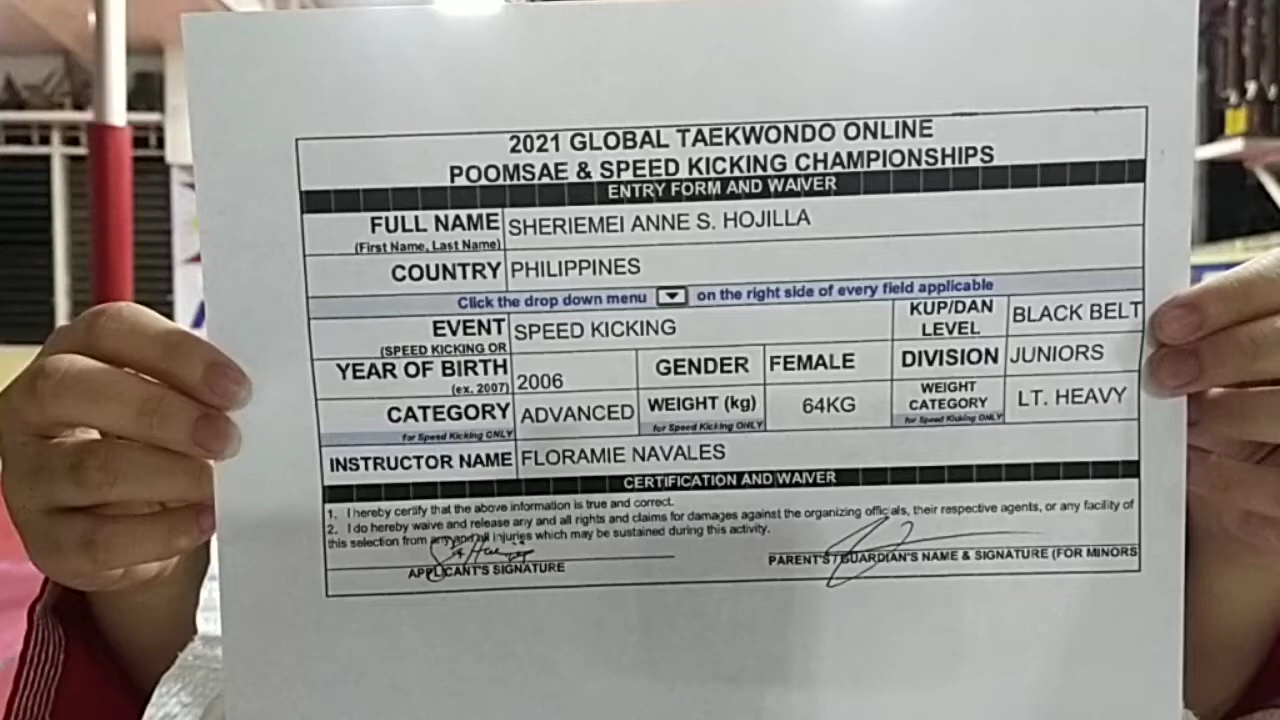 2021 GLOBAL TAEKWONDO ONLINE
POOMSAE & SPEED KICKING CHAMPIONSHIPS
ENTRY FORM AND WAIVER
FULL NAME SHERIEMEI ANNE S. HOJILLA
(First Name, Last Name)
COUNTRY PHILIPPINES
Click the drop down menu on the right side of every field applicable
EVENT SPEED KICKING KUP/DAN LEVEL BLACK BELT
(SPEED KICKING OR
YEAR OF BIRTH 2006 GENDER FEMALE DIVISION JUNIORS
(ex. 2007)
CATEGORY ADVANCED WEIGHT (kg) 64KG WEIGHT CATEGORY LT. HEAVY
for Speed Kicking ONLY for Speed Kicking ONLY for Speed Kicking ONLY
INSTRUCTOR NAME FLORAMIE NAVALES
CERTIFICATION AND WAIVER
1. I hereby certify that the above information is true and correct.
2. I do hereby waive and release any and all rights and claims for damages against the organizing officials, their respective agents, or any facility of
this selection from any and all injuries which may be sustained during this activity.
APPLICANT'S SIGNATURE PARENT'S / GUARDIAN'S NAME & SIGNATURE (FOR MINORS